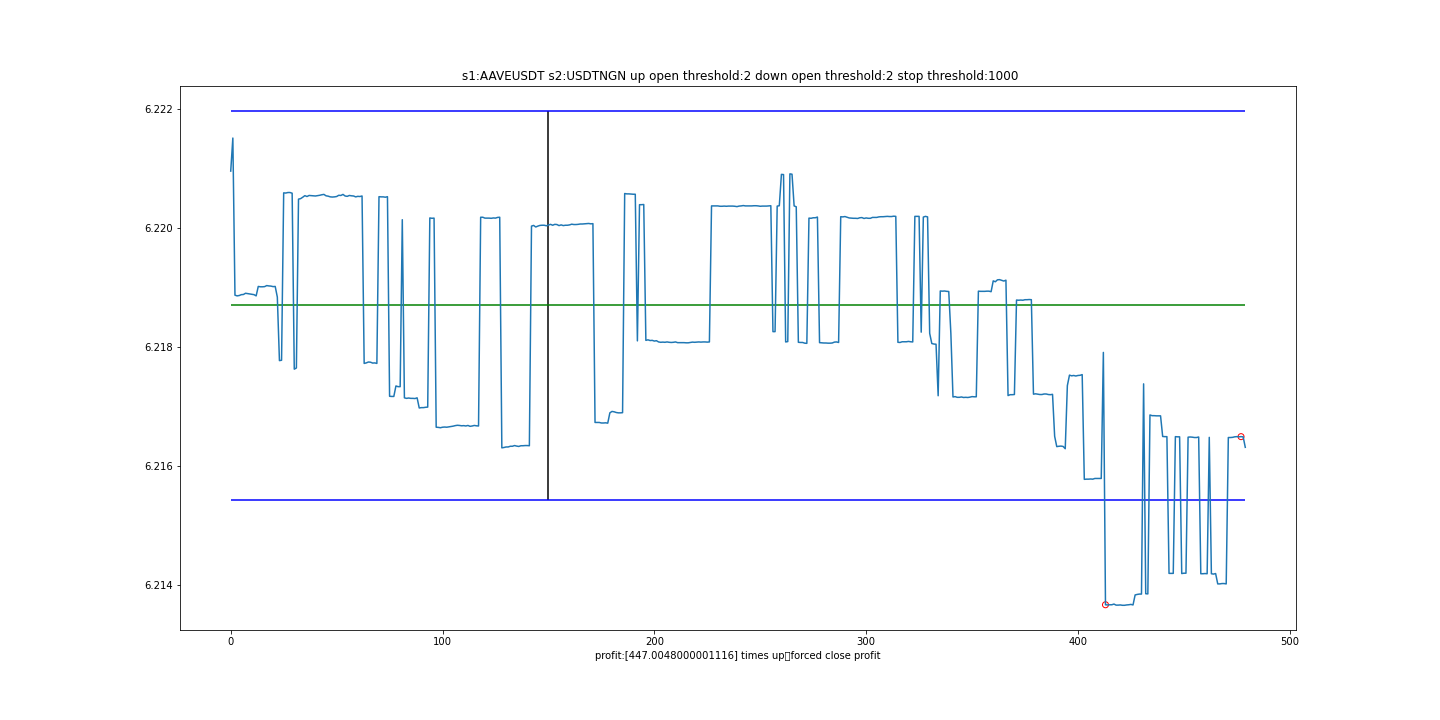 s1:AAVEUSDT s2:USDTNGN up open threshold:2 down open threshold:2 stop threshold:1000
6.222
6.220
6.218
6.216
6.214
0 100 200 300 400 500
profit:[447.0048000001116] times up▯forced close profit